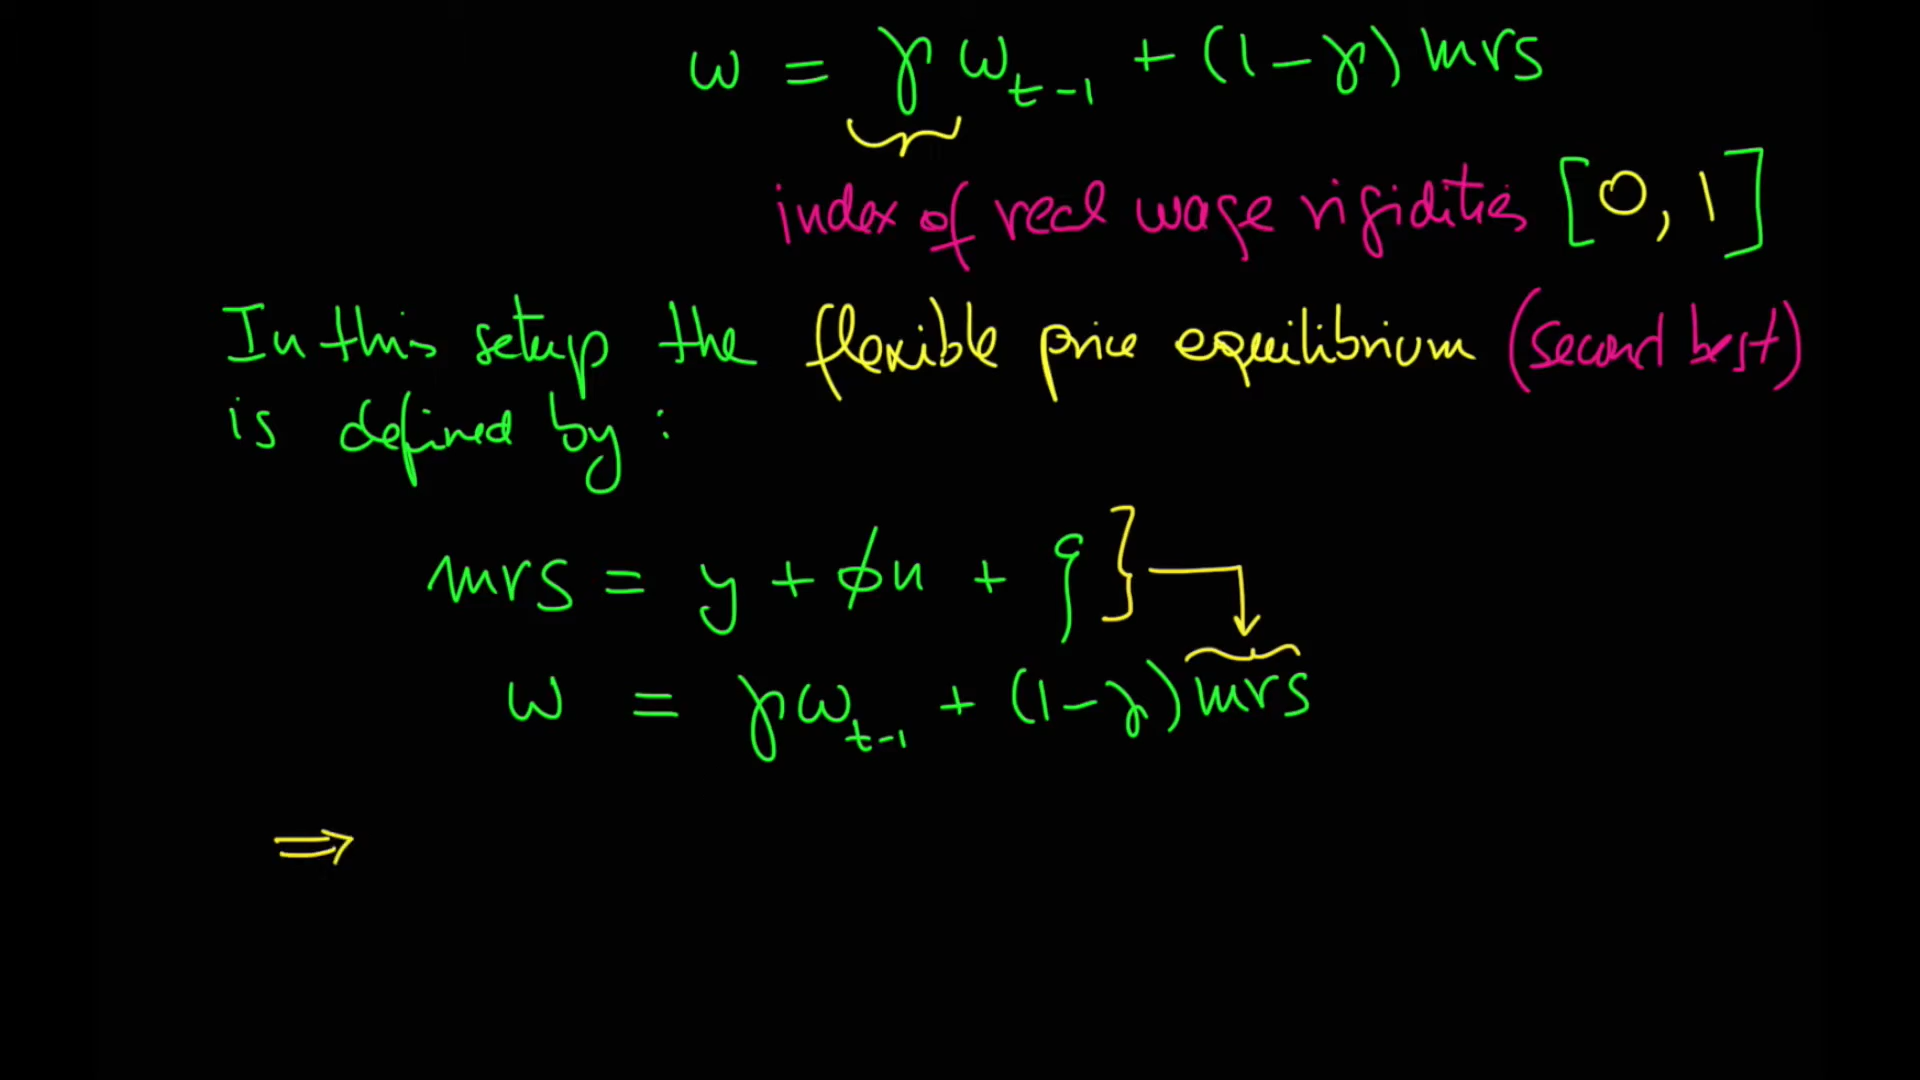 w = γ w_{t-1} + (1-γ) mrs
index of real wage rigidities [0, 1]
In this setup the flexible price equilibrium (second best)
is defined by :
mrs = y + φn + ξ }
w = γ w_{t-1} + (1-γ) mrs
⇒